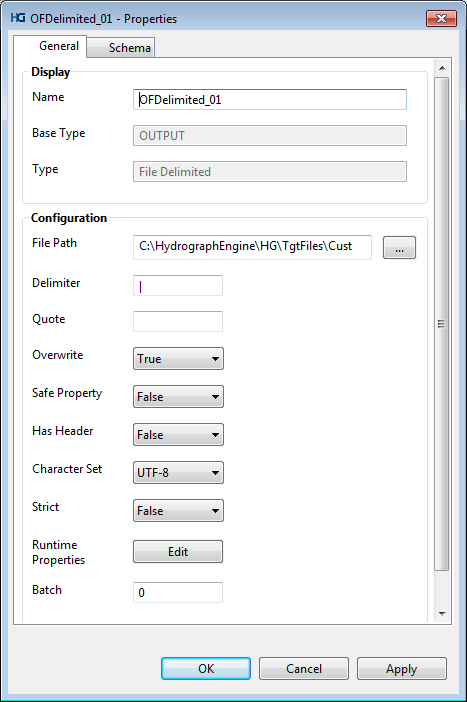 HG OFDelimited_01 - Properties
General Schema
Display
Name OFDelimited_01
Base Type OUTPUT
Type File Delimited
Configuration
File Path C:\HydrographEngine\HG\TgtFiles\Cust ...
Delimiter |
Quote
Overwrite True
Safe Property False
Has Header False
Character Set UTF-8
Strict False
Runtime
Properties Edit
Batch 0
OK Cancel Apply